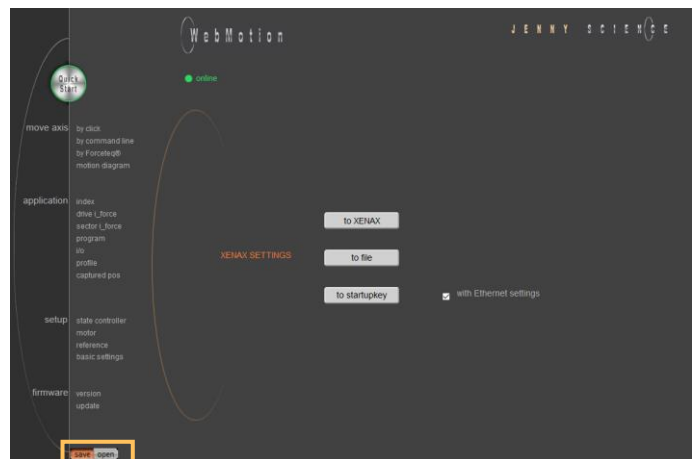 WebMotion
JENNY SCIENCE
Quick
Start
online
move axis
by click
by command line
by Forceteq®
motion diagram
application
index
drive i_force
sector i_force
program
i/o
profile
captured pos
XENAX SETTINGS
to XENAX
to file
to startupkey
with Ethernet settings
setup
state controller
motor
reference
basic settings
firmware
version
update
save
open